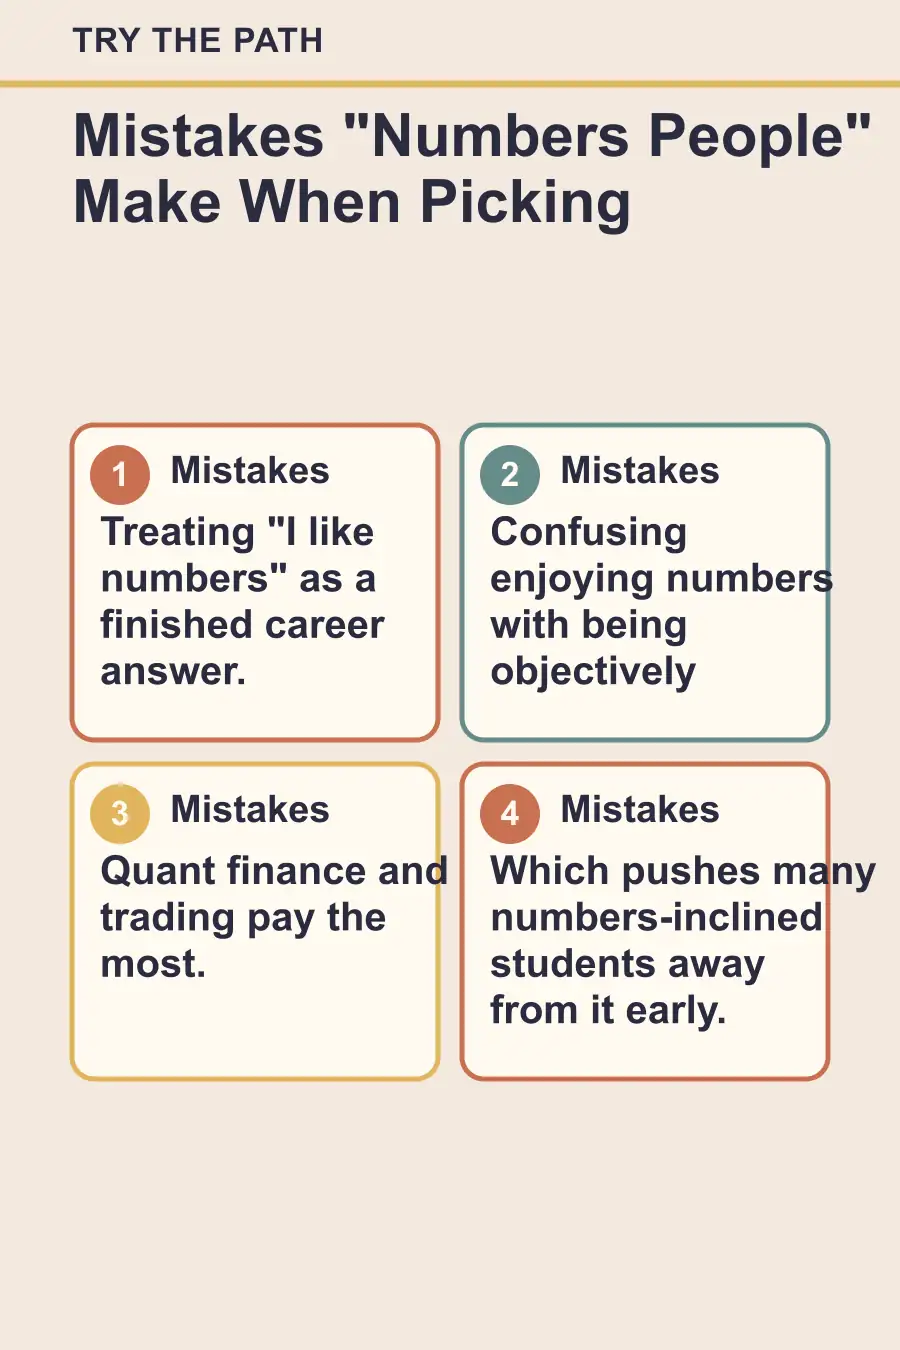 TRY THE PATH
Mistakes "Numbers People"
Make When Picking
1 Mistakes
Treating "I like
numbers" as a
finished career
answer.
2 Mistakes
Confusing
enjoying numbers
with being
objectively
3 Mistakes
Quant finance and
trading pay the
most.
4 Mistakes
Which pushes many
numbers-inclined
students away
from it early.